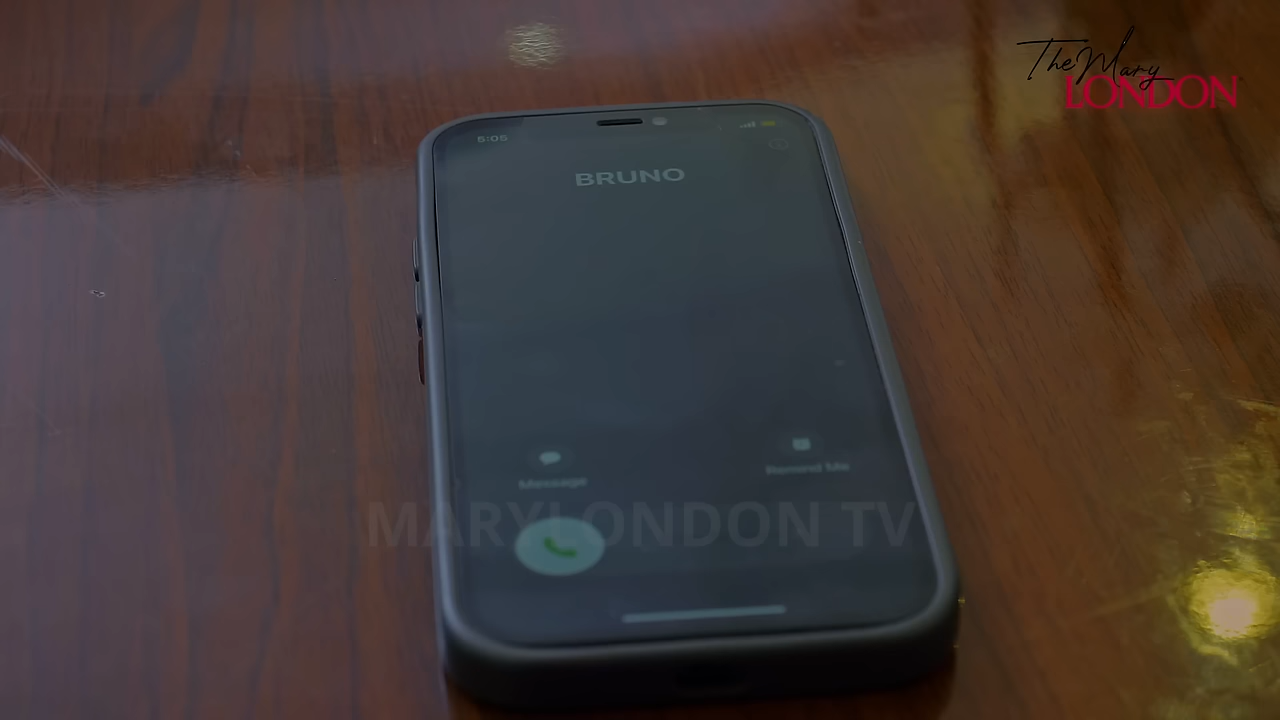 The Mary
LONDON
5:05
BRUNO
Message
Remind Me
MARYLONDON TV